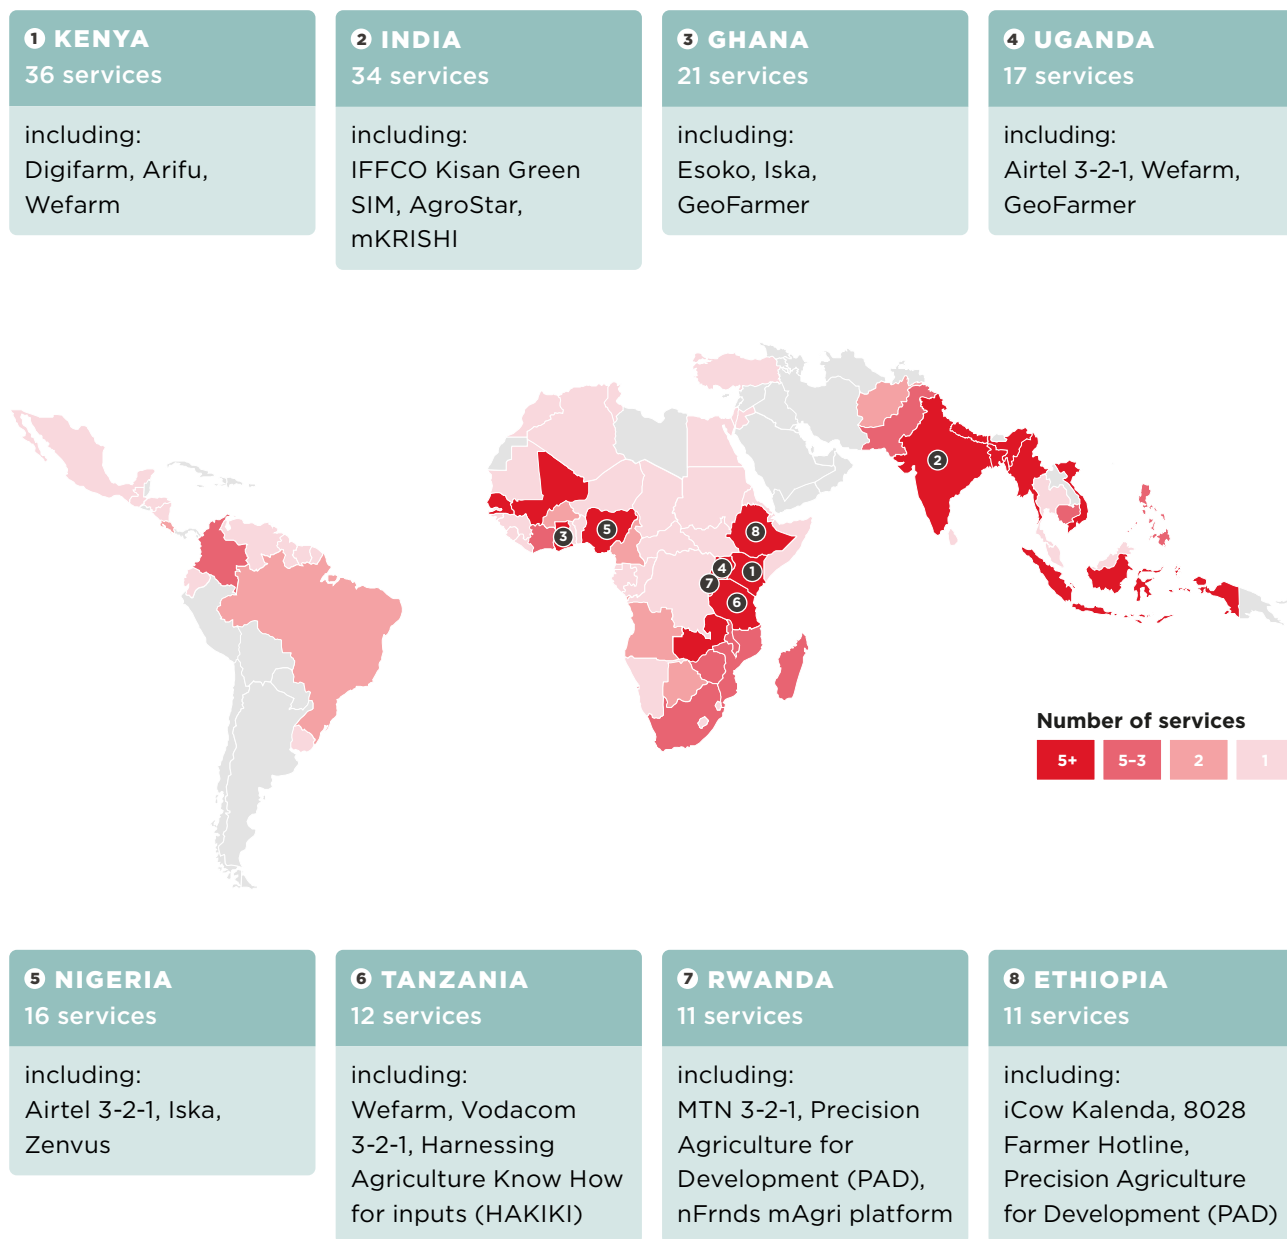 1 KENYA
36 services
including:
Digifarm, Arifu,
Wefarm
2 INDIA
34 services
including:
IFFCO Kisan Green
SIM, AgroStar,
mKRISHI
3 GHANA
21 services
including:
Esoko, Iska,
GeoFarmer
4 UGANDA
17 services
including:
Airtel 3-2-1, Wefarm,
GeoFarmer
2
3
5
8
4
1
7
6
Number of services
5+
5–3
2
1
5 NIGERIA
16 services
including:
Airtel 3-2-1, Iska,
Zenvus
6 TANZANIA
12 services
including:
Wefarm, Vodacom
3-2-1, Harnessing
Agriculture Know How
for inputs (HAKIKI)
7 RWANDA
11 services
including:
MTN 3-2-1, Precision
Agriculture for
Development (PAD),
nFrnds mAgri platform
8 ETHIOPIA
11 services
including:
iCow Kalenda, 8028
Farmer Hotline,
Precision Agriculture
for Development (PAD)